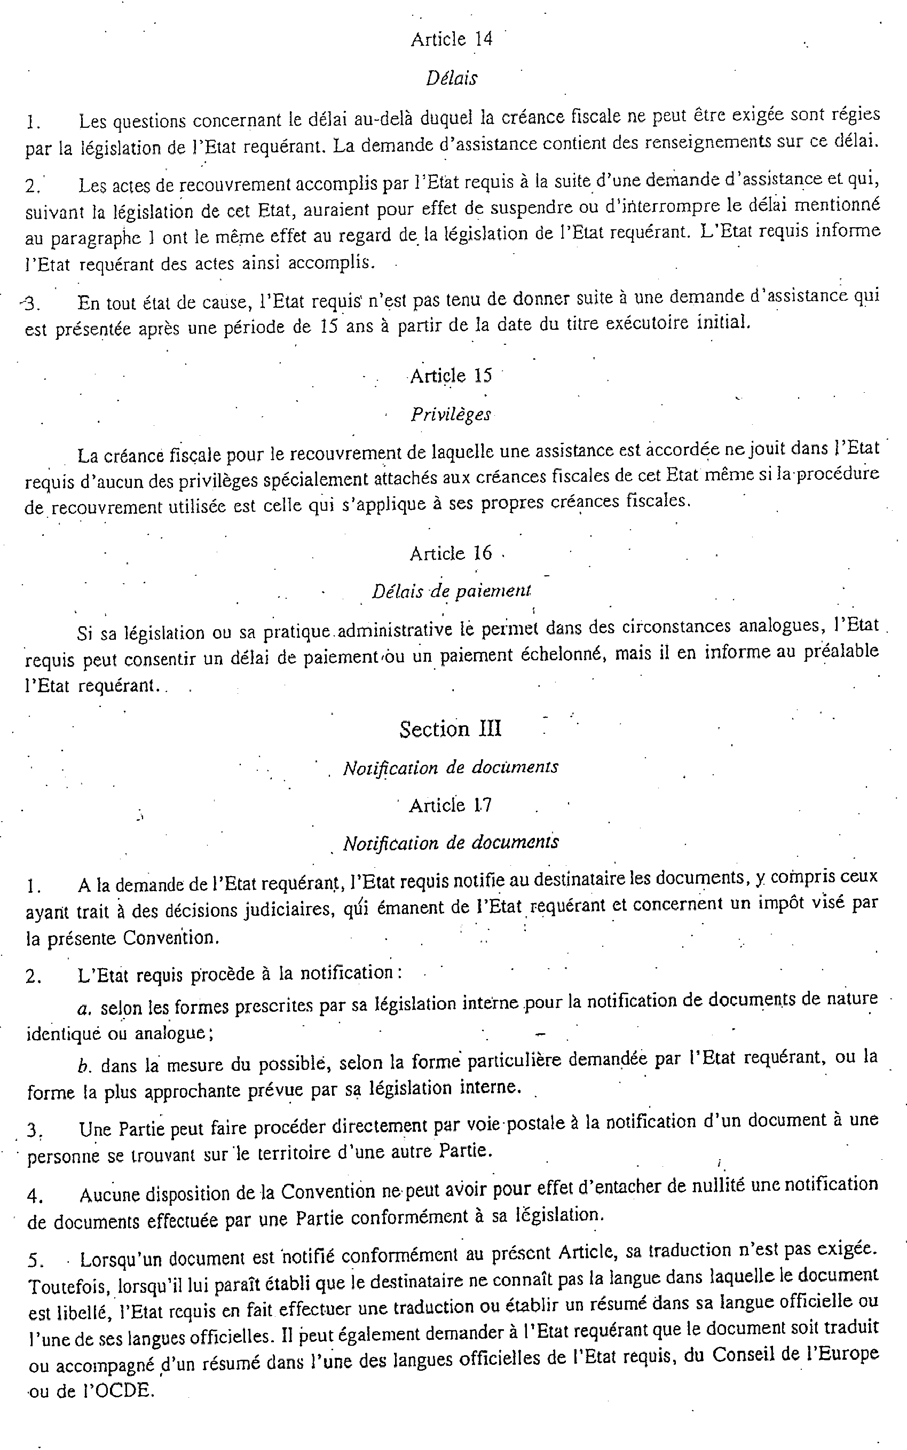 Article 14
Délais
1. Les questions concernant le délai au-delà duquel la créance fiscale ne peut être exigée sont régies
par la législation de l'Etat requérant. La demande d'assistance contient des renseignements sur ce délai.
2. Les actes de recouvrement accomplis par l'Etat requis à la suite d'une demande d'assistance et qui,
suivant la législation de cet Etat, auraient pour effet de suspendre ou d'interrompre le délai mentionné
au paragraphe 1 ont le même effet au regard de la législation de l'Etat requérant. L'Etat requis informe
l'Etat requérant des actes ainsi accomplis.
3. En tout état de cause, l'Etat requis n'est pas tenu de donner suite à une demande d'assistance qui
est présentée après une période de 15 ans à partir de la date du titre exécutoire initial.
Article 15
Privilèges
La créance fiscale pour le recouvrement de laquelle une assistance est accordée ne jouit dans l'Etat
requis d'aucun des privilèges spécialement attachés aux créances fiscales de cet Etat même si la procédure
de recouvrement utilisée est celle qui s'applique à ses propres créances fiscales.
Article 16
Délais de paiement
Si sa législation ou sa pratique administrative le permet dans des circonstances analogues, l'Etat
requis peut consentir un délai de paiement ou un paiement échelonné, mais il en informe au préalable
l'Etat requérant.
Section III
Notification de documents
Article 17
Notification de documents
1. A la demande de l'Etat requérant, l'Etat requis notifie au destinataire les documents, y compris ceux
ayant trait à des décisions judiciaires, qui émanent de l'Etat requérant et concernent un impôt visé par
la présente Convention.
2. L'Etat requis procède à la notification :
a. selon les formes prescrites par sa législation interne pour la notification de documents de nature
identique ou analogue ;
b. dans la mesure du possible, selon la forme particulière demandée par l'Etat requérant, ou la
forme la plus approchante prévue par sa législation interne.
3. Une Partie peut faire procéder directement par voie postale à la notification d'un document à une
personne se trouvant sur le territoire d'une autre Partie.
4. Aucune disposition de la Convention ne peut avoir pour effet d'entacher de nullité une notification
de documents effectuée par une Partie conformément à sa législation.
5. Lorsqu'un document est notifié conformément au présent Article, sa traduction n'est pas exigée.
Toutefois, lorsqu'il lui paraît établi que le destinataire ne connaît pas la langue dans laquelle le document
est libellé, l'Etat requis en fait effectuer une traduction ou établir un résumé dans sa langue officielle ou
l'une de ses langues officielles. Il peut également demander à l'Etat requérant que le document soit traduit
ou accompagné d'un résumé dans l'une des langues officielles de l'Etat requis, du Conseil de l'Europe
ou de l'OCDE.